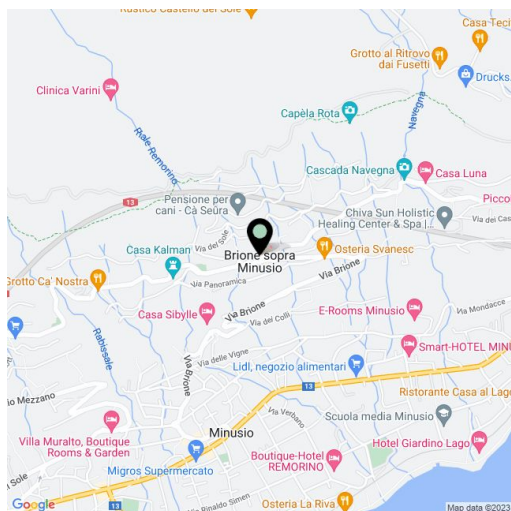 Rustico Castello del Sole
Casa Teci
Grotto al Ritrovo
dai Fusetti
Drucks.
Clinica Varini
Capèla Rota
Navegna
Riale Remorino
Cascada Navegna
Casa Luna
13
Pensione per
cani - Cà Seüra
Piccol
Chiva Sun Holistic
Healing Center & Spa |...
Via dei Cas
Via del Sole
Casa Kalman
Brione sopra
Minusio
Osteria Svanesc
Via Brione
Grotto Ca' Nostra
Via Panoramica
Casa Sibylle
Via Brione
E-Rooms Minusio
Via Mondacce
Via dei Colli
Rabissale
Smart-HOTEL MINU
Via delle Vigne
Via Brione
Lidl, negozio alimentari
13
Ristorante Casa al Lago
io Mezzano
Via Verbano
Scuola media Minusio
Villa Muralto, Boutique
Rooms & Garden
Minusio
Hotel Giardino Lago
Migros Supermercato
Boutique-Hotel
REMORINO
l Sole
Via Rinaldo Simen
Osteria La Riva
Google
Map data ©2023